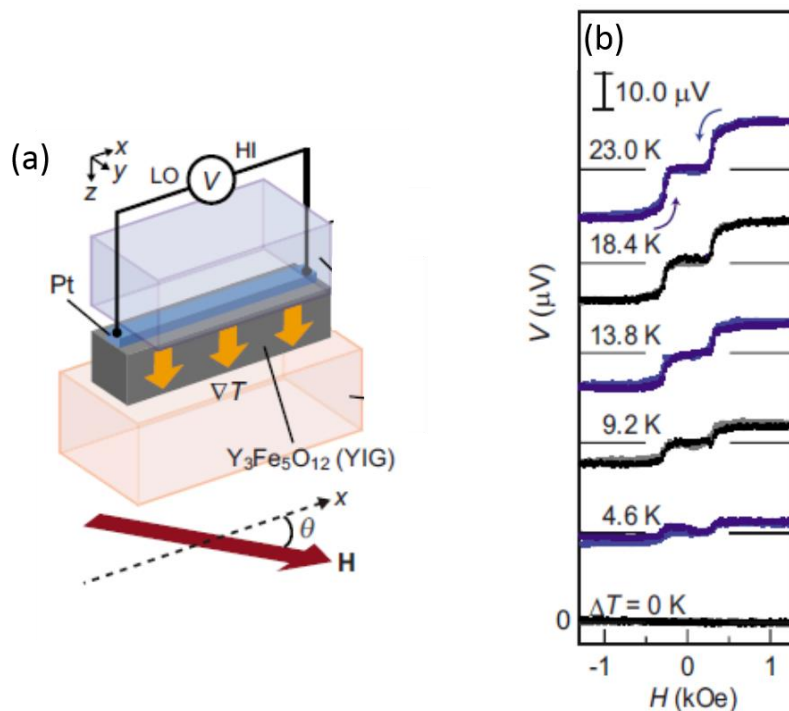 (a)
x
y
z
LO
V
HI
Pt
∇T
Y₃Fe₅O₁₂ (YIG)
x
θ
H
(b)
10.0 μV
23.0 K
18.4 K
13.8 K
9.2 K
4.6 K
ΔT = 0 K
V (μV)
0
-1 0 1
H (kOe)